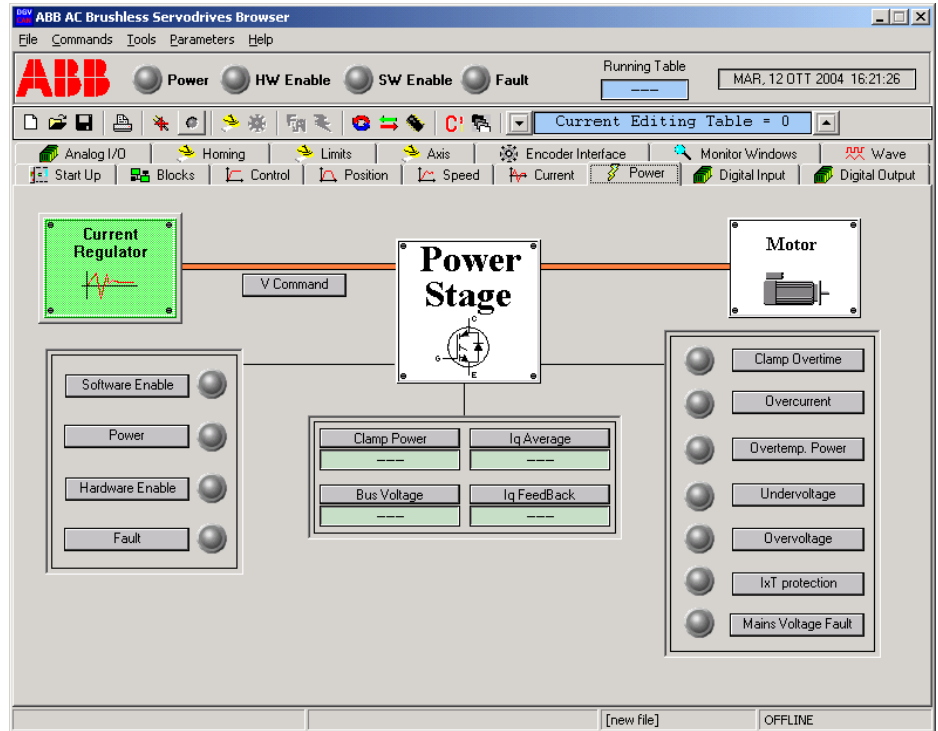 DGV CAN ABB AC Brushless Servodrives Browser
File Commands Tools Parameters Help
ABB Power HW Enable SW Enable Fault
Running Table
---
MAR, 12 OTT 2004 16:21:26
Current Editing Table = 0
Analog I/O Homing Limits Axis Encoder Interface Monitor Windows Wave
Start Up Blocks Control Position Speed Current Power Digital Input Digital Output
Current
Regulator
V Command
Power
Stage
C
G
E
Motor
Software Enable
Power
Hardware Enable
Fault
Clamp Power
---
Iq Average
---
Bus Voltage
---
Iq FeedBack
---
Clamp Overtime
Overcurrent
Overtemp. Power
Undervoltage
Overvoltage
IxT protection
Mains Voltage Fault
[new file] OFFLINE